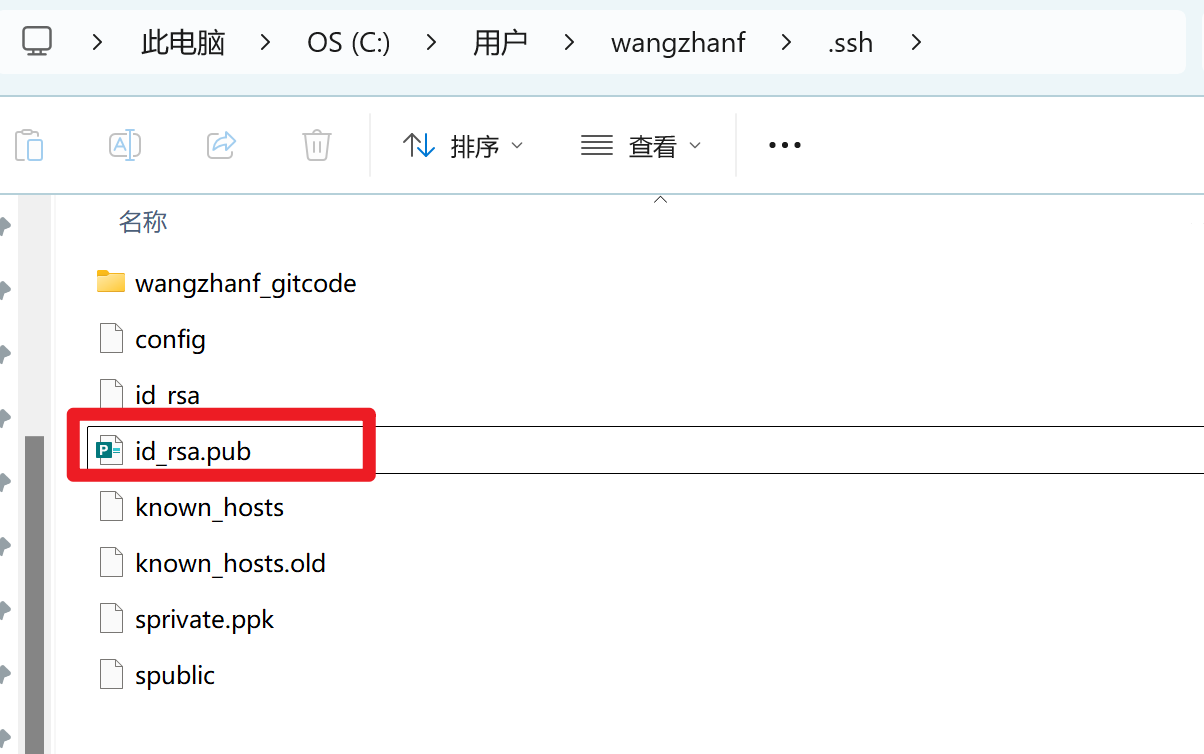 此电脑 OS (C:) 用户 wangzhanf .ssh
排序 查看
名称
wangzhanf_gitcode
config
id_rsa
id_rsa.pub
known_hosts
known_hosts.old
sprivate.ppk
spublic